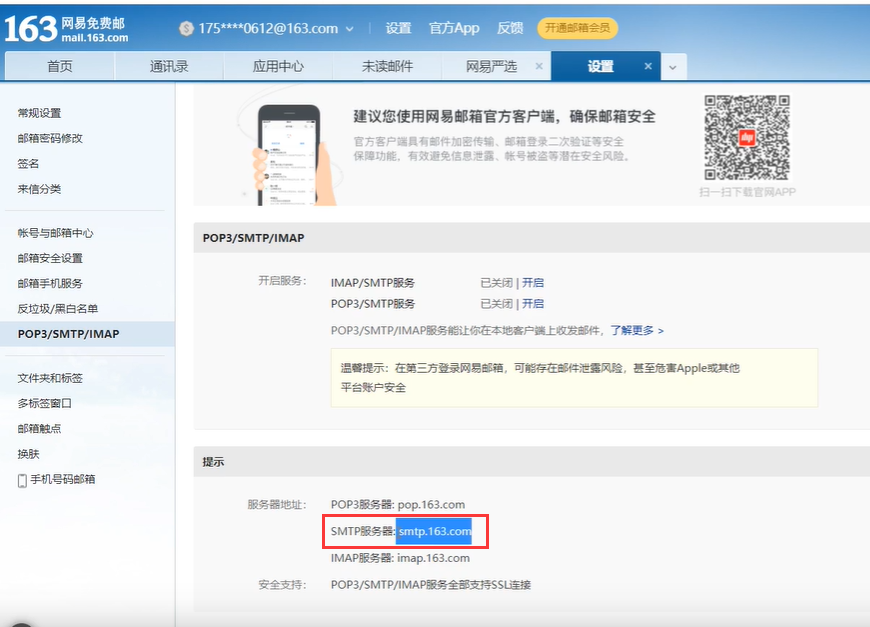 163 网易免费邮
mail.163.com
175****0612@163.com
设置 官方App 反馈 开通邮箱会员
首页 通讯录 应用中心 未读邮件 网易严选 × 设置 ×
常规设置
邮箱密码修改
签名
来信分类
帐号与邮箱中心
邮箱安全设置
邮箱手机服务
反垃圾/黑白名单
POP3/SMTP/IMAP
文件夹和标签
多标签窗口
邮箱触点
换肤
手机号码邮箱
建议您使用网易邮箱官方客户端，确保邮箱安全
官方客户端具有邮件加密传输、邮箱登录二次验证等安全
保障功能，有效避免信息泄露、帐号被盗等潜在安全风险。
扫一扫下载官网APP
POP3/SMTP/IMAP
开启服务： IMAP/SMTP服务 已关闭 | 开启
POP3/SMTP服务 已关闭 | 开启
POP3/SMTP/IMAP服务能让你在本地客户端上收发邮件，了解更多 >
温馨提示：在第三方登录网易邮箱，可能存在邮件泄露风险，甚至危害Apple或其他
平台账户安全
提示
服务器地址： POP3服务器: pop.163.com
SMTP服务器: smtp.163.com
IMAP服务器: imap.163.com
安全支持： POP3/SMTP/IMAP服务全部支持SSL连接